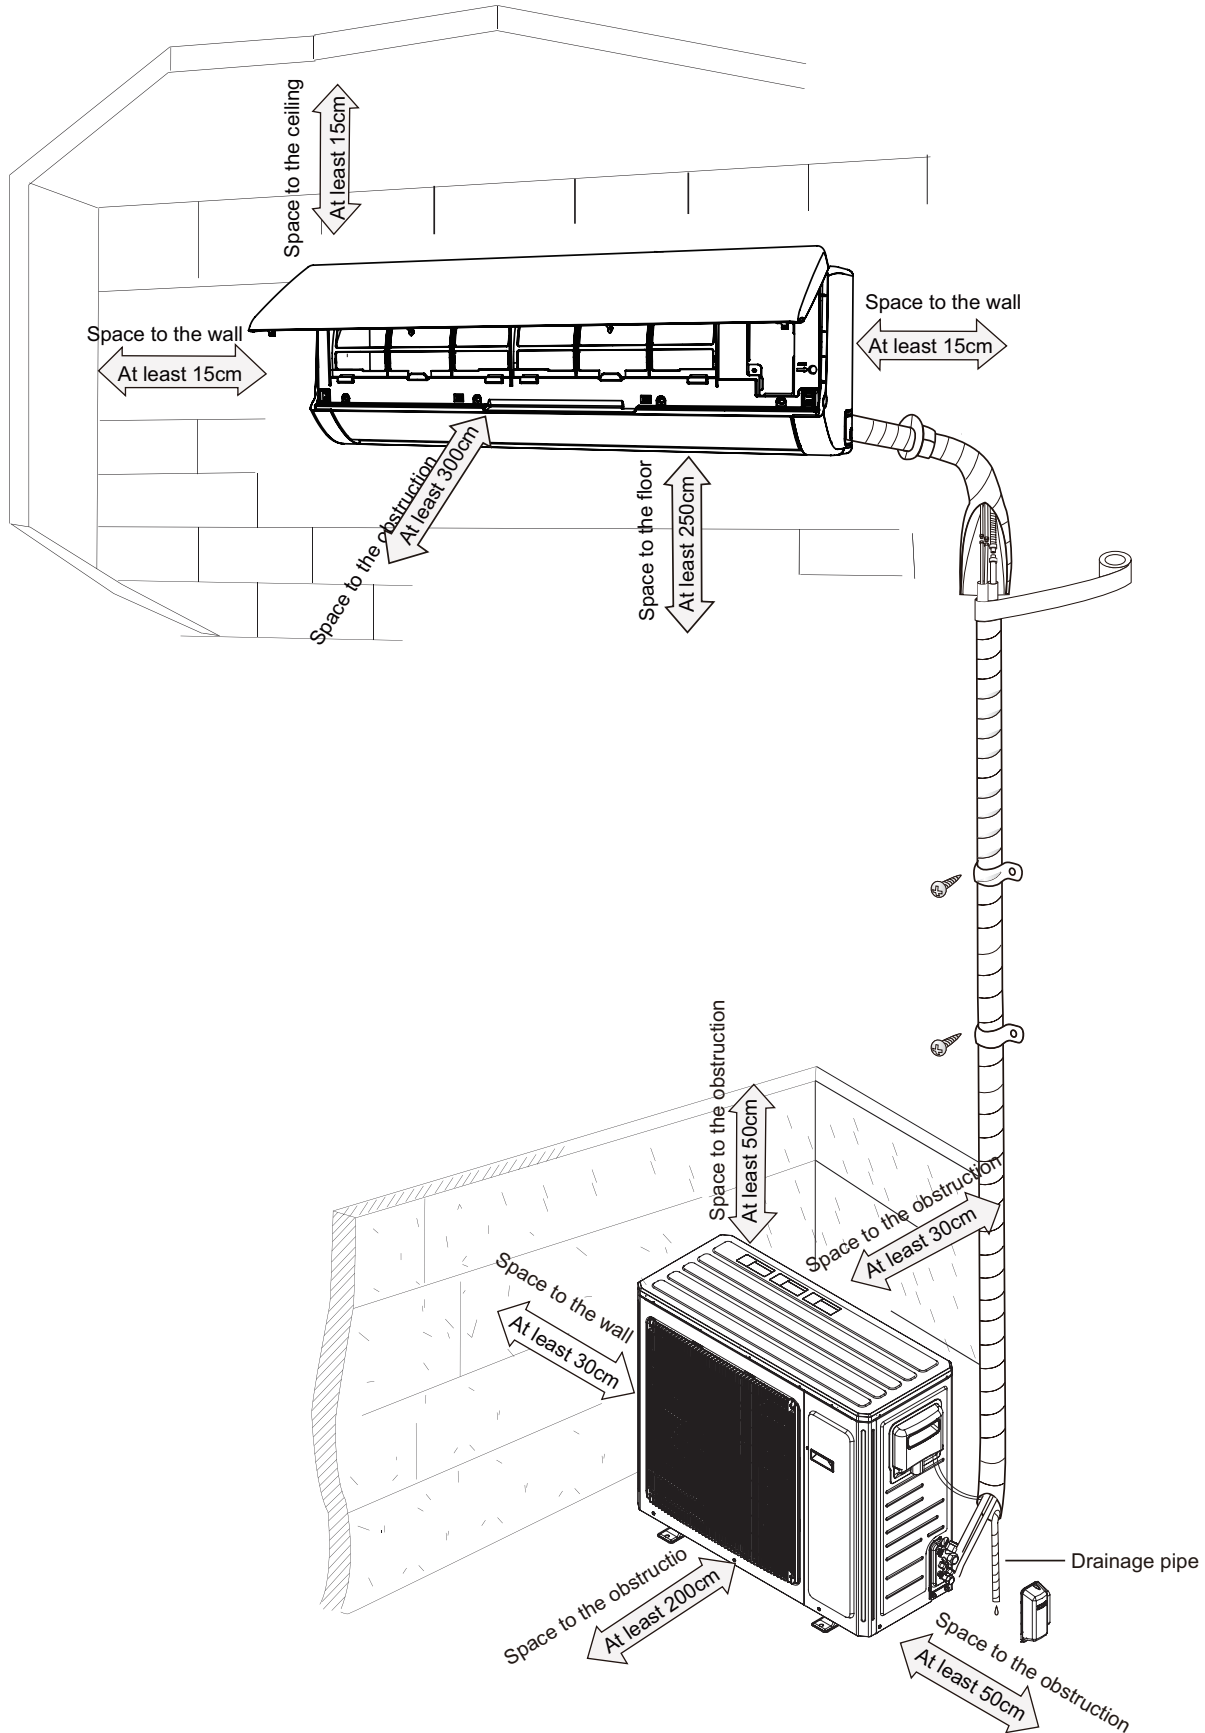 Space to the ceiling
At least 15cm
Space to the wall
At least 15cm
Space to the wall
At least 15cm
Space to the obstruction
At least 300cm
Space to the floor
At least 250cm
Space to the obstruction
At least 50cm
Space to the obstruction
At least 30cm
Space to the wall
At least 30cm
Space to the obstructio
At least 200cm
Drainage pipe
Space to the obstruction
At least 50cm